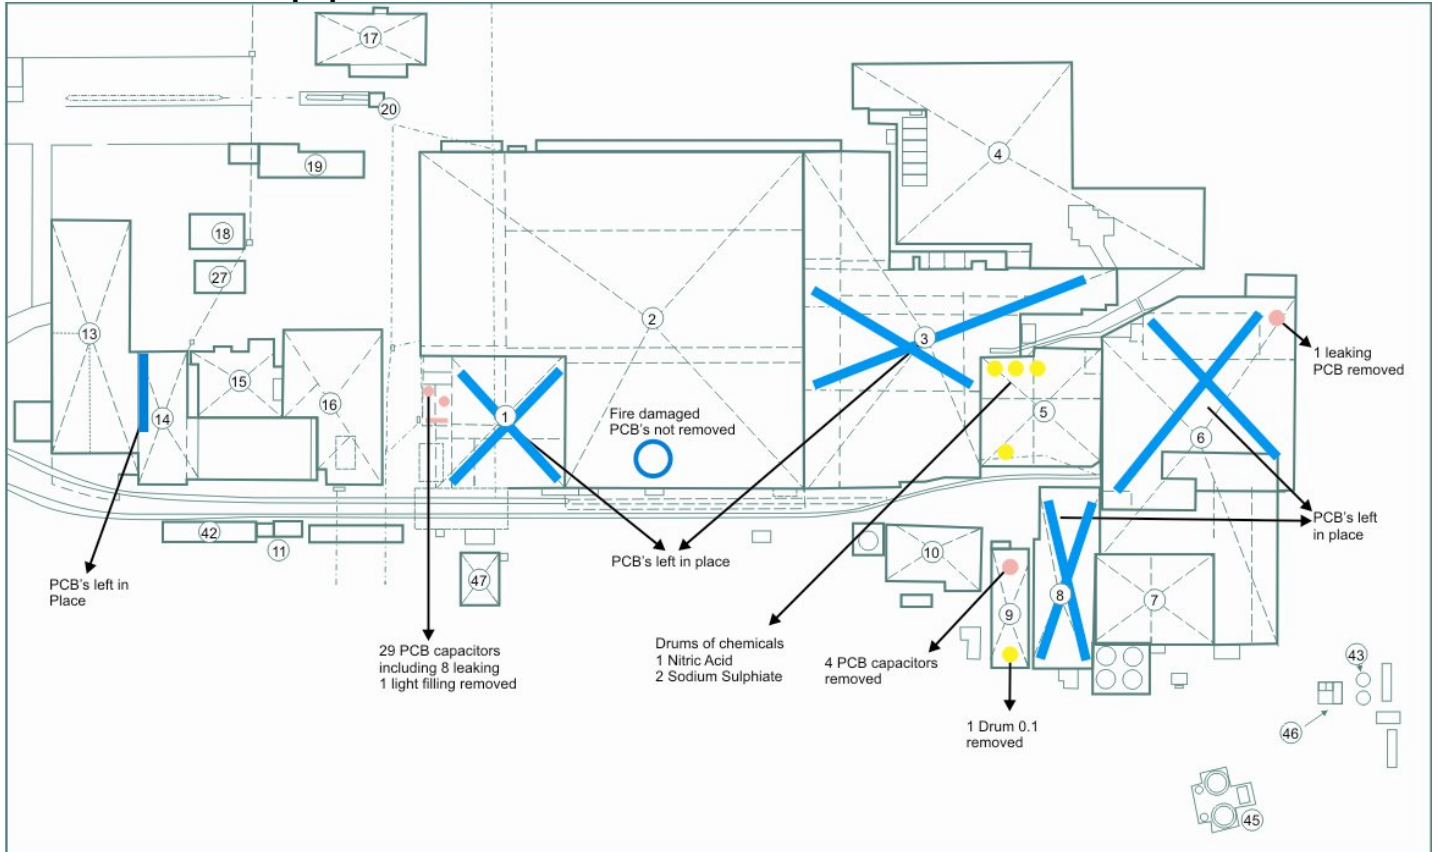 17
20
4
19
18
27
2
13
3
1 leaking
PCB removed
15
16
14
1
Fire damaged
PCB's not removed
5
6
42
11
PCB's left
in place
PCB's left in place
10
47
PCB's left in
Place
8
7
9
29 PCB capacitors
including 8 leaking
1 light filling removed
Drums of chemicals
1 Nitric Acid
2 Sodium Sulphiate
4 PCB capacitors
removed
43
1 Drum 0.1
removed
46
45